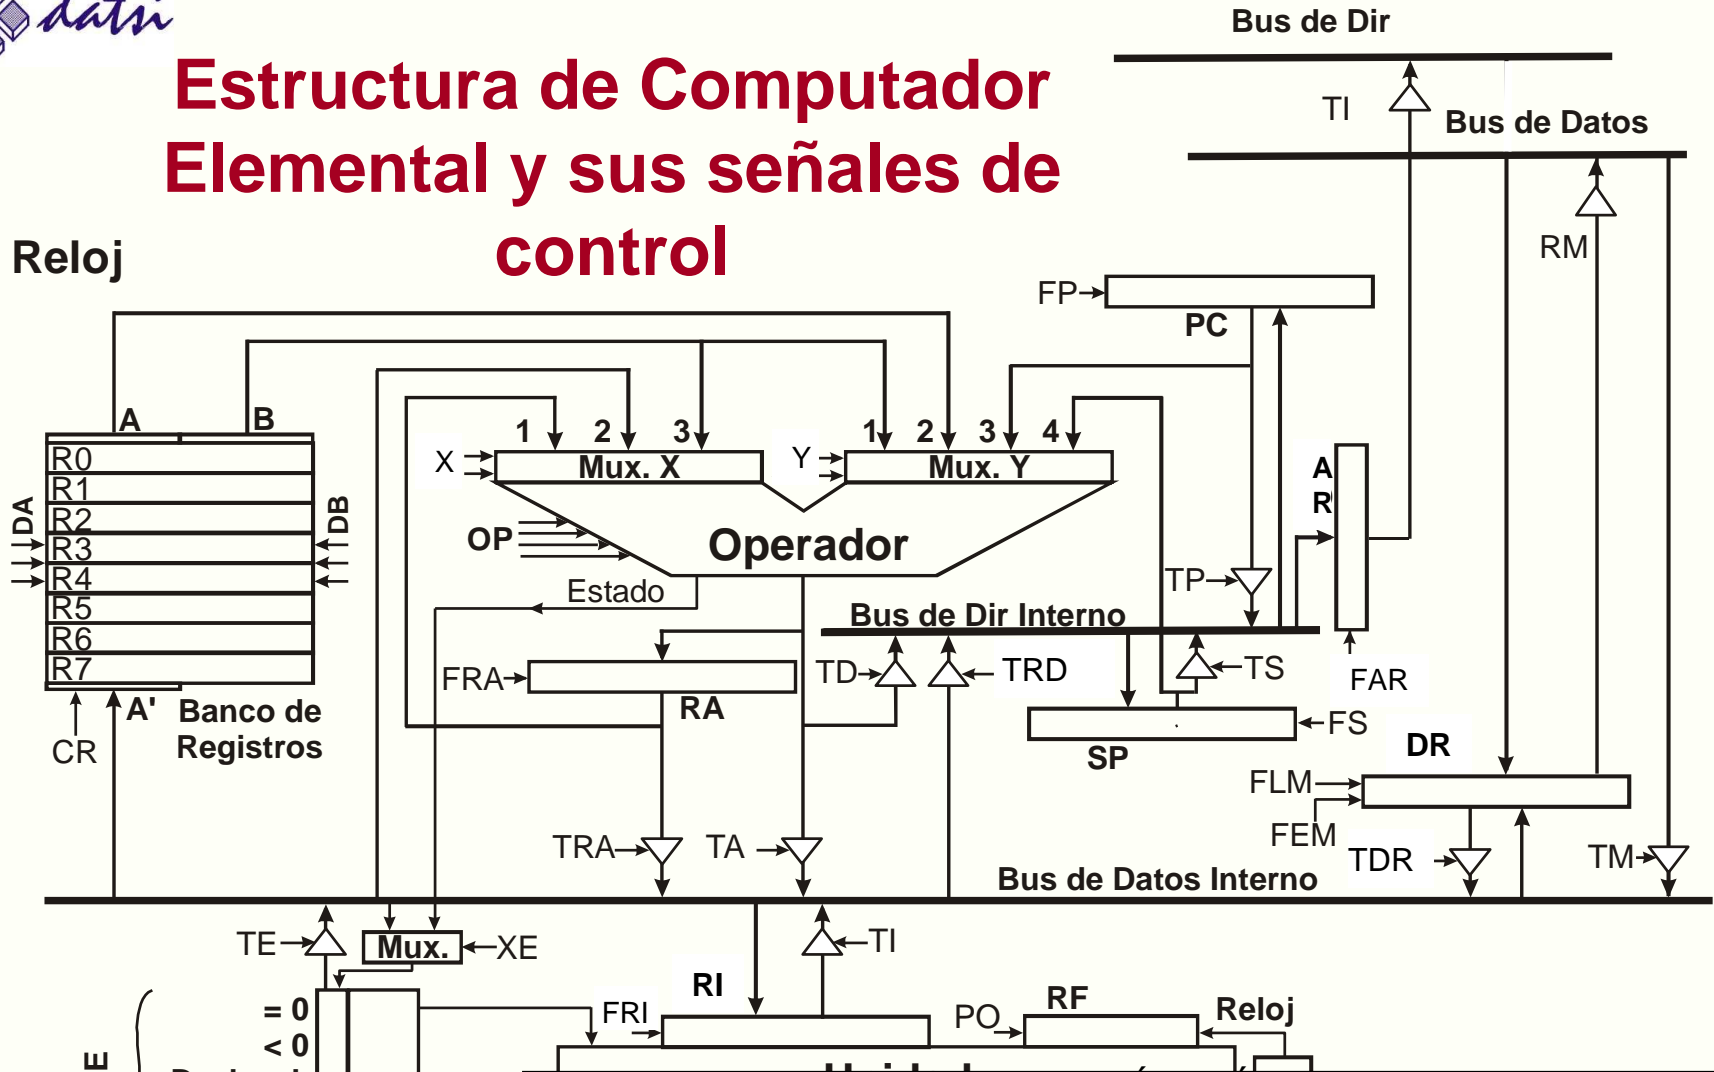 datsi
Estructura de Computador
Elemental y sus señales de
control
Reloj
Bus de Dir
TI
Bus de Datos
RM
FP
PC
A
B
R0
R1
R2
R3
R4
R5
R6
R7
DA
DB
A'
CR
Banco de
Registros
1 2 3
X
Mux. X
1 2 3 4
Y
Mux. Y
OP
Operador
Estado
FRA
RA
TRA
TA
TP
Bus de Dir Interno
TD
TRD
TS
FS
SP
A
R
FAR
DR
FLM
FEM
TDR
TM
Bus de Datos Interno
TE
Mux.
XE
TI
RI
FRI
PO
RF
Reloj
= 0
< 0
E